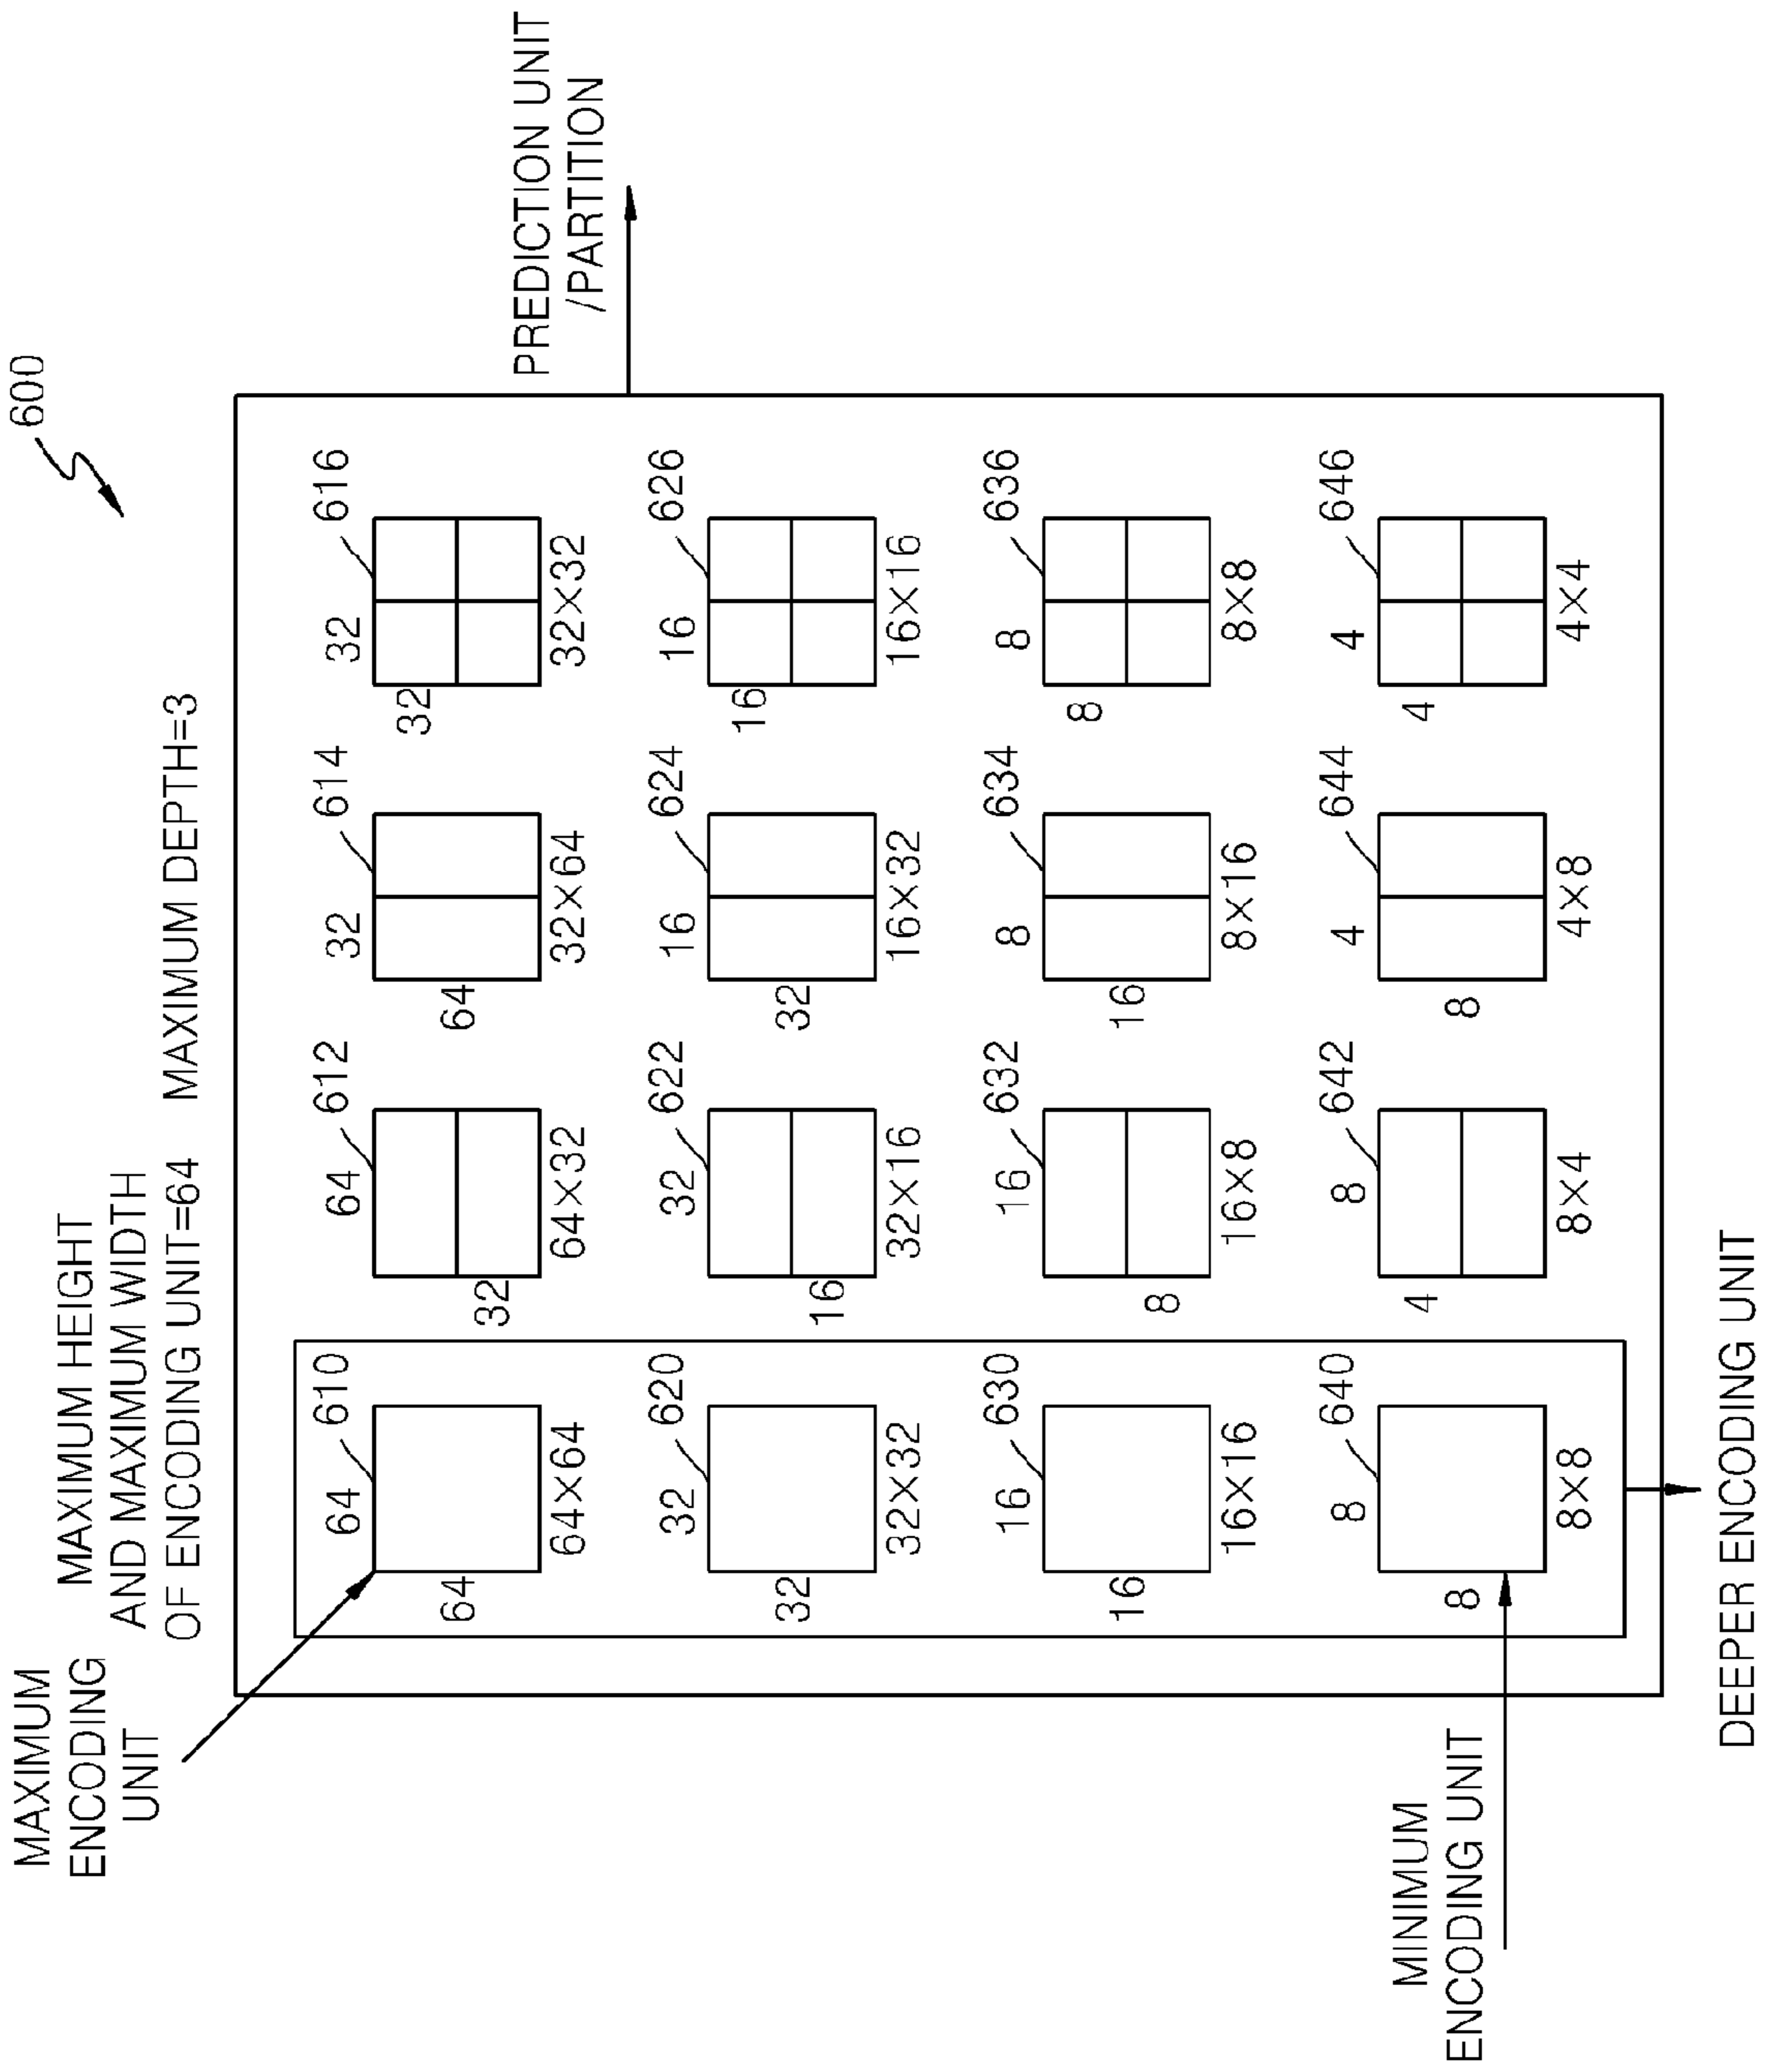 600
MAXIMUM
ENCODING
UNIT
MAXIMUM HEIGHT
AND MAXIMUM WIDTH
OF ENCODING UNIT=64
MAXIMUM DEPTH=3
64 610 64 612 32 614 32 616
64 32 64 32
64×64 64×32 32×64 32×32
PREDICTION UNIT
/PARTITION
32 620 32 622 16 624 16 626
32 16 32 16
32×32 32×16 16×32 16×16
16 630 16 632 8 634 8 636
16 8 16 8
16×16 16×8 8×16 8×8
8 640 8 642 4 644 4 646
MINIMUM
ENCODING UNIT
8 4 8 4
8×8 8×4 4×8 4×4
DEEPER ENCODING UNIT